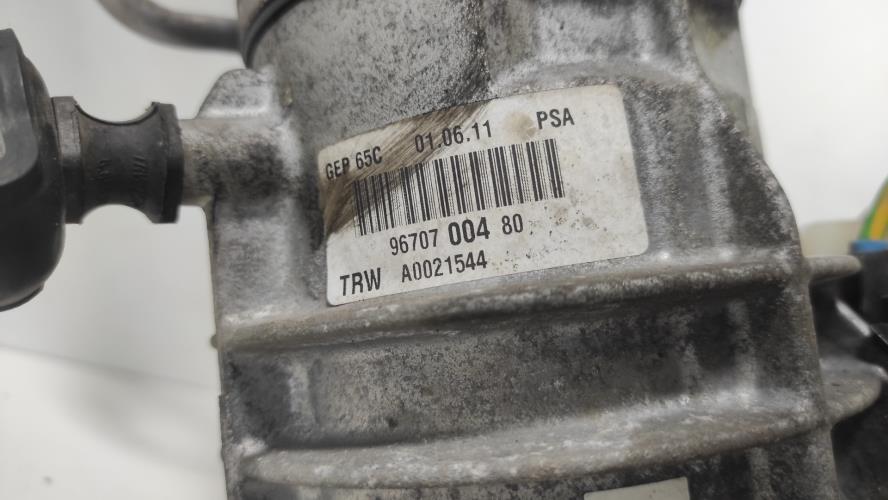 GEP 65C 01.06.11 PSA
96707 004 80
TRW A0021544